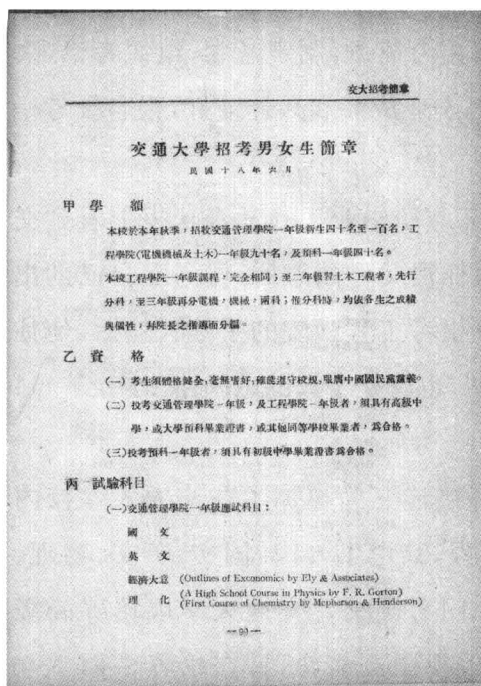 交大招考簡章
交通大學招考男女生簡章
民國十八年六月
甲 學 額
本校於本年秋季，招收交通管理學院一年級新生四十名至一百名，工
程學院(電機機械及土木)一年級九十名，及預科一年級四十名。
本校工程學院一年級課程，完全相同；至二年級習土木工程者，先行
分科，至三年級再分電機，機械，兩科；惟分科時，均依各生之成績
與個性，幷院長之指導而分編。
乙 資 格
(一) 考生須體格健全，毫無嗜好，確能遵守校規，服膺中國國民黨黨義。
(二) 投考交通管理學院一年級，及工程學院一年級者，須具有高級中
學，或大學預科畢業證書，或其他同等學校畢業者，爲合格。
(三) 投考預科一年級者，須具有初級中學畢業證書爲合格。
丙 試驗科目
(一) 交通管理學院一年級應試科目：
國 文
英 文
經濟大意 (Outlines of Exconomics by Ely & Associates)
理 化 (A High School Course in Physics by F. R. Gorton)
(First Course of Chemistry by Mcpherson & Henderson)
— 90 —